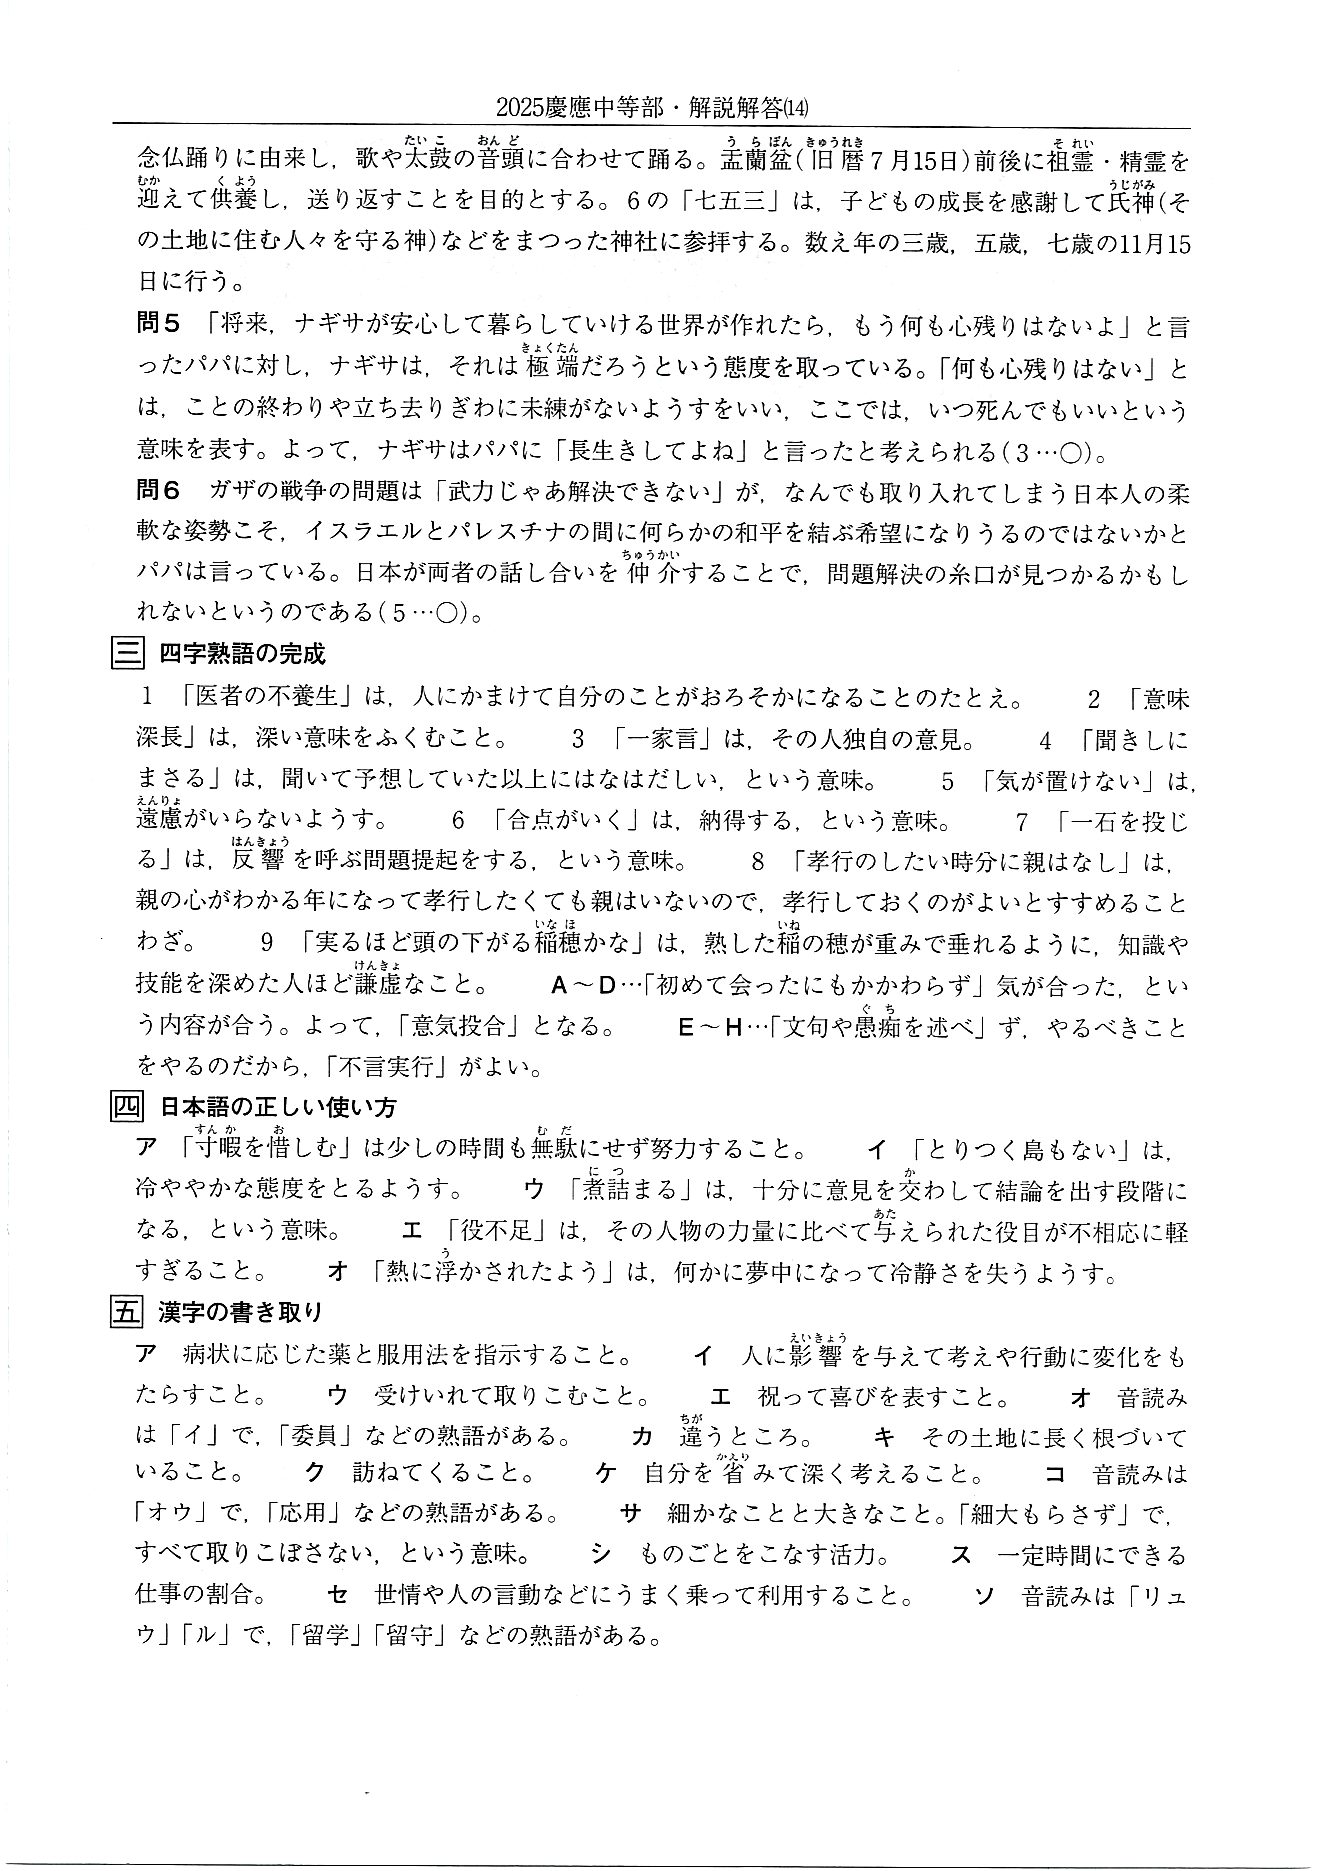 2025慶應中等部・解説解答⒁
念仏踊りに由来し，歌や太鼓の音頭に合わせて踊る。盂蘭盆(旧暦７月15日)前後に祖霊・精霊を
迎えて供養し，送り返すことを目的とする。６の「七五三」は，子どもの成長を感謝して氏神(そ
の土地に住む人々を守る神)などをまつった神社に参拝する。数え年の三歳，五歳，七歳の11月15
日に行う。
問５　「将来，ナギサが安心して暮らしていける世界が作れたら，もう何も心残りはないよ」と言
ったパパに対し，ナギサは，それは極端だろうという態度を取っている。「何も心残りはない」と
は，ことの終わりや立ち去りぎわに未練がないようすをいい，ここでは，いつ死んでもいいという
意味を表す。よって，ナギサはパパに「長生きしてよね」と言ったと考えられる(３…〇)。
問６　ガザの戦争の問題は「武力じゃあ解決できない」が，なんでも取り入れてしまう日本人の柔
軟な姿勢こそ，イスラエルとパレスチナの間に何らかの和平を結ぶ希望になりうるのではないかと
パパは言っている。日本が両者の話し合いを仲介することで，問題解決の糸口が見つかるかもし
れないというのである(５…〇)。
三　四字熟語の完成
１　「医者の不養生」は，人にかまけて自分のことがおろそかになることのたとえ。　　２　「意味
深長」は，深い意味をふくむこと。　　３　「一家言」は，その人独自の意見。　　４　「聞きしに
まさる」は，聞いて予想していた以上にはなはだしい，という意味。　　５　「気が置けない」は，
遠慮がいらないようす。　　６　「合点がいく」は，納得する，という意味。　　７　「一石を投じ
る」は，反響を呼ぶ問題提起をする，という意味。　　８　「孝行のしたい時分に親はなし」は，
親の心がわかる年になって孝行したくても親はいないので，孝行しておくのがよいとすすめること
わざ。　　９　「実るほど頭の下がる稲穂かな」は，熟した稲の穂が重みで垂れるように，知識や
技能を深めた人ほど謙虚なこと。　　Ａ～Ｄ…「初めて会ったにもかかわらず」気が合った，とい
う内容が合う。よって，「意気投合」となる。　　Ｅ～Ｈ…「文句や愚痴を述べ」ず，やるべきこと
をやるのだから，「不言実行」がよい。
四　日本語の正しい使い方
ア　「寸暇を惜しむ」は少しの時間も無駄にせず努力すること。　　イ　「とりつく島もない」は，
冷ややかな態度をとるようす。　　ウ　「煮詰まる」は，十分に意見を交わして結論を出す段階に
なる，という意味。　　エ　「役不足」は，その人物の力量に比べて与えられた役目が不相応に軽
すぎること。　　オ　「熱に浮かされたよう」は，何かに夢中になって冷静さを失うようす。
五　漢字の書き取り
ア　病状に応じた薬と服用法を指示すること。　　イ　人に影響を与えて考えや行動に変化をも
たらすこと。　　ウ　受けいれて取りこむこと。　　エ　祝って喜びを表すこと。　　オ　音読み
は「イ」で，「委員」などの熟語がある。　　カ　違うところ。　　キ　その土地に長く根づいて
いること。　　ク　訪ねてくること。　　ケ　自分を省みて深く考えること。　　コ　音読みは
「オウ」で，「応用」などの熟語がある。　　サ　細かなことと大きなこと。「細大もらさず」で，
すべて取りこぼさない，という意味。　　シ　ものごとをこなす活力。　　ス　一定時間にできる
仕事の割合。　　セ　世情や人の言動などにうまく乗って利用すること。　　ソ　音読みは「リュ
ウ」「ル」で，「留学」「留守」などの熟語がある。